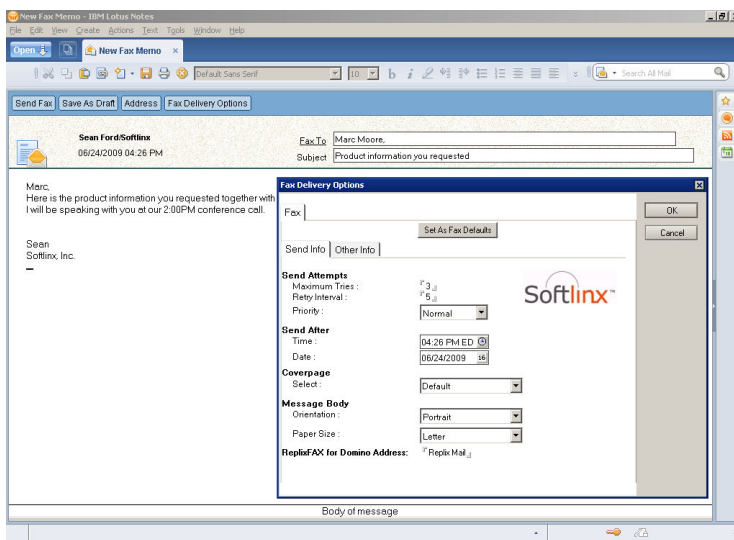 New Fax Memo - IBM Lotus Notes
File Edit View Create Actions Text Tools Window Help
Open New Fax Memo ×
Default Sans Serif 10 b i Search All Mail
Send Fax Save As Draft Address Fax Delivery Options
Sean Ford/Softlinx
06/24/2009 04:26 PM
Fax To Marc Moore,
Subject Product information you requested
Marc,
Here is the product information you requested together with
I will be speaking with you at our 2:00PM conference call.
Sean
Softlinx, Inc.
Fax Delivery Options
Fax
OK
Cancel
Set As Fax Defaults
Send Info Other Info
Softlinx™
Send Attempts
Maximum Tries : 3
Retry Interval : 5
Priority : Normal
Send After
Time : 04:26 PM ED
Date : 06/24/2009 16
Coverpage
Select : Default
Message Body
Orientation : Portrait
Paper Size : Letter
ReplixFAX for Domino Address: Replix Mail
Body of message